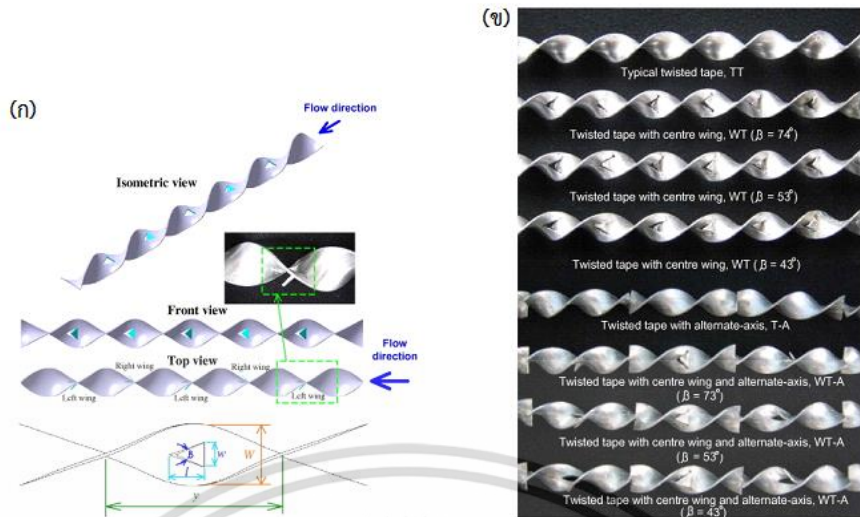 (ก)
Flow direction
Isometric view
Front view
Top view
Flow
direction
Right wing
Right wing
Left wing
Left wing
Left wing
β
w
W
l
y
(ข)
Typical twisted tape, TT
Twisted tape with centre wing, WT (β = 74°)
Twisted tape with centre wing, WT (β = 53°)
Twisted tape with centre wing, WT (β = 43°)
Twisted tape with alternate-axis, T-A
Twisted tape with centre wing and alternate-axis, WT-A
(β = 73°)
Twisted tape with centre wing and alternate-axis, WT-A
(β = 53°)
Twisted tape with centre wing and alternate-axis, WT-A
(β = 43°)